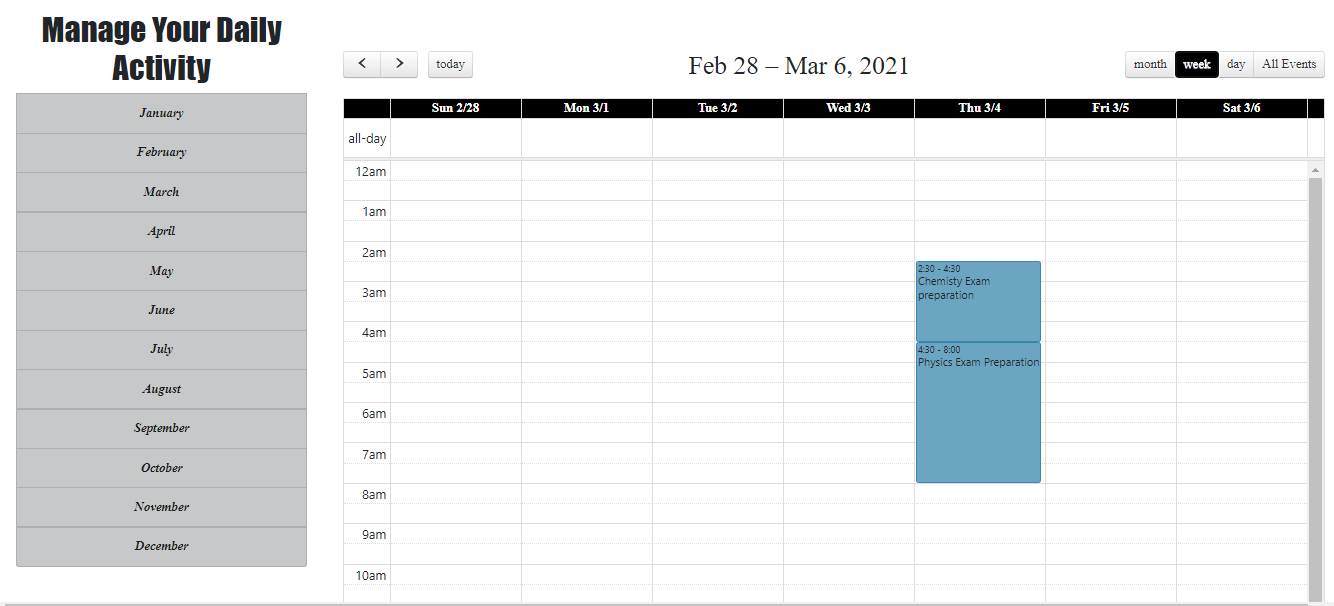 Manage Your Daily
Activity
January
February
March
April
May
June
July
August
September
October
November
December
today
Feb 28 – Mar 6, 2021
month week day All Events
Sun 2/28 Mon 3/1 Tue 3/2 Wed 3/3 Thu 3/4 Fri 3/5 Sat 3/6
all-day
12am
1am
2am
2:30 - 4:30
Chemisty Exam
preparation
3am
4am
4:30 - 8:00
Physics Exam Preparation
5am
6am
7am
8am
9am
10am